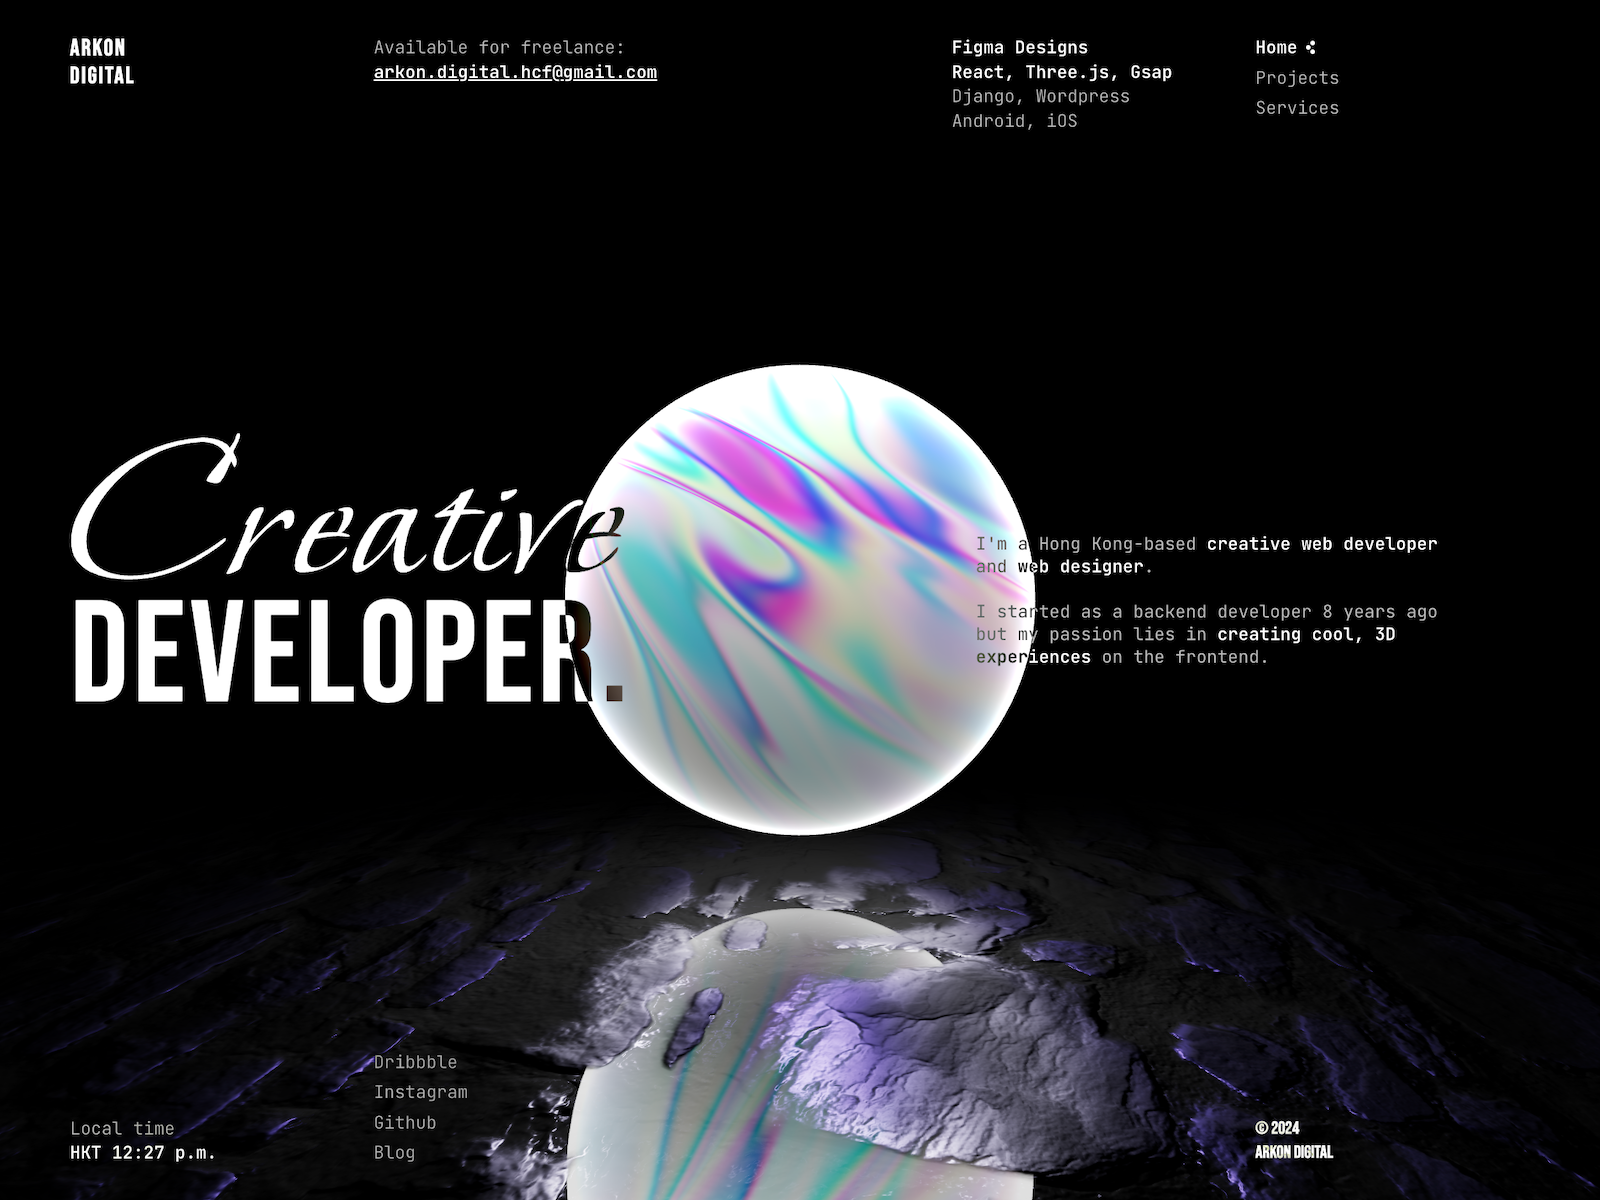 ARKON
DIGITAL
Available for freelance:
arkon.digital.hcf@gmail.com
Figma Designs
React, Three.js, Gsap
Django, Wordpress
Android, iOS
Home
Projects
Services
Creative
DEVELOPER.
I'm a Hong Kong-based creative web developer
and web designer.
I started as a backend developer 8 years ago
but my passion lies in creating cool, 3D
experiences on the frontend.
Dribbble
Instagram
Github
Blog
Local time
HKT 12:27 p.m.
© 2024
ARKON DIGITAL